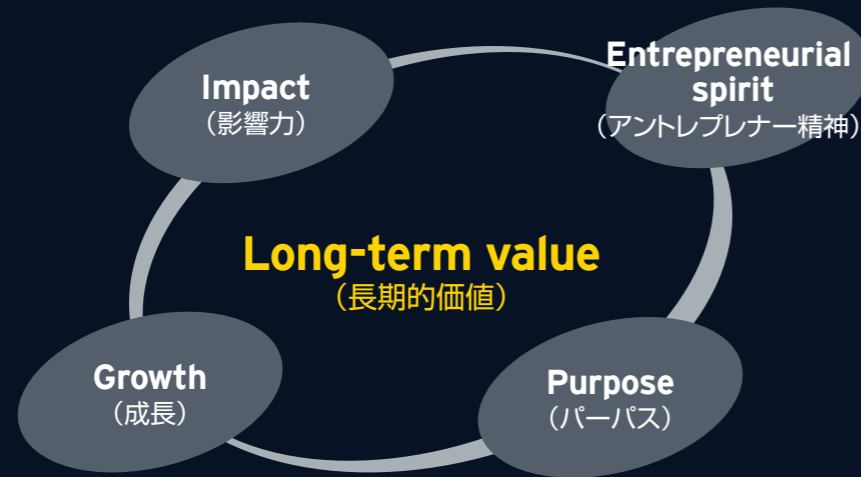 Impact
（影響力）
Entrepreneurial
spirit
（アントレプレナー精神）
Long-term value
（長期的価値）
Growth
（成長）
Purpose
（パーパス）